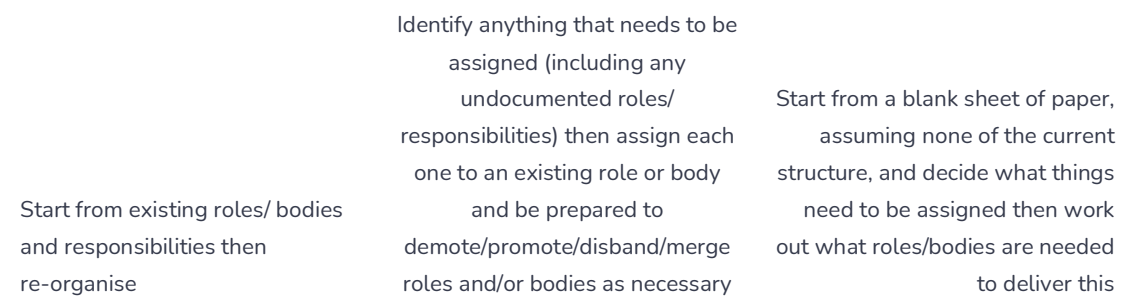 Start from existing roles/ bodies
and responsibilities then
re-organise
Identify anything that needs to be
assigned (including any
undocumented roles/
responsibilities) then assign each
one to an existing role or body
and be prepared to
demote/promote/disband/merge
roles and/or bodies as necessary
Start from a blank sheet of paper,
assuming none of the current
structure, and decide what things
need to be assigned then work
out what roles/bodies are needed
to deliver this